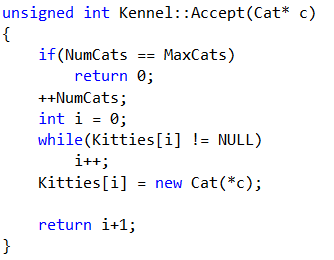 unsigned int Kennel::Accept(Cat* c)
{
    if(NumCats == MaxCats)
        return 0;
    ++NumCats;
    int i = 0;
    while(Kitties[i] != NULL)
        i++;
    Kitties[i] = new Cat(*c);

    return i+1;
}